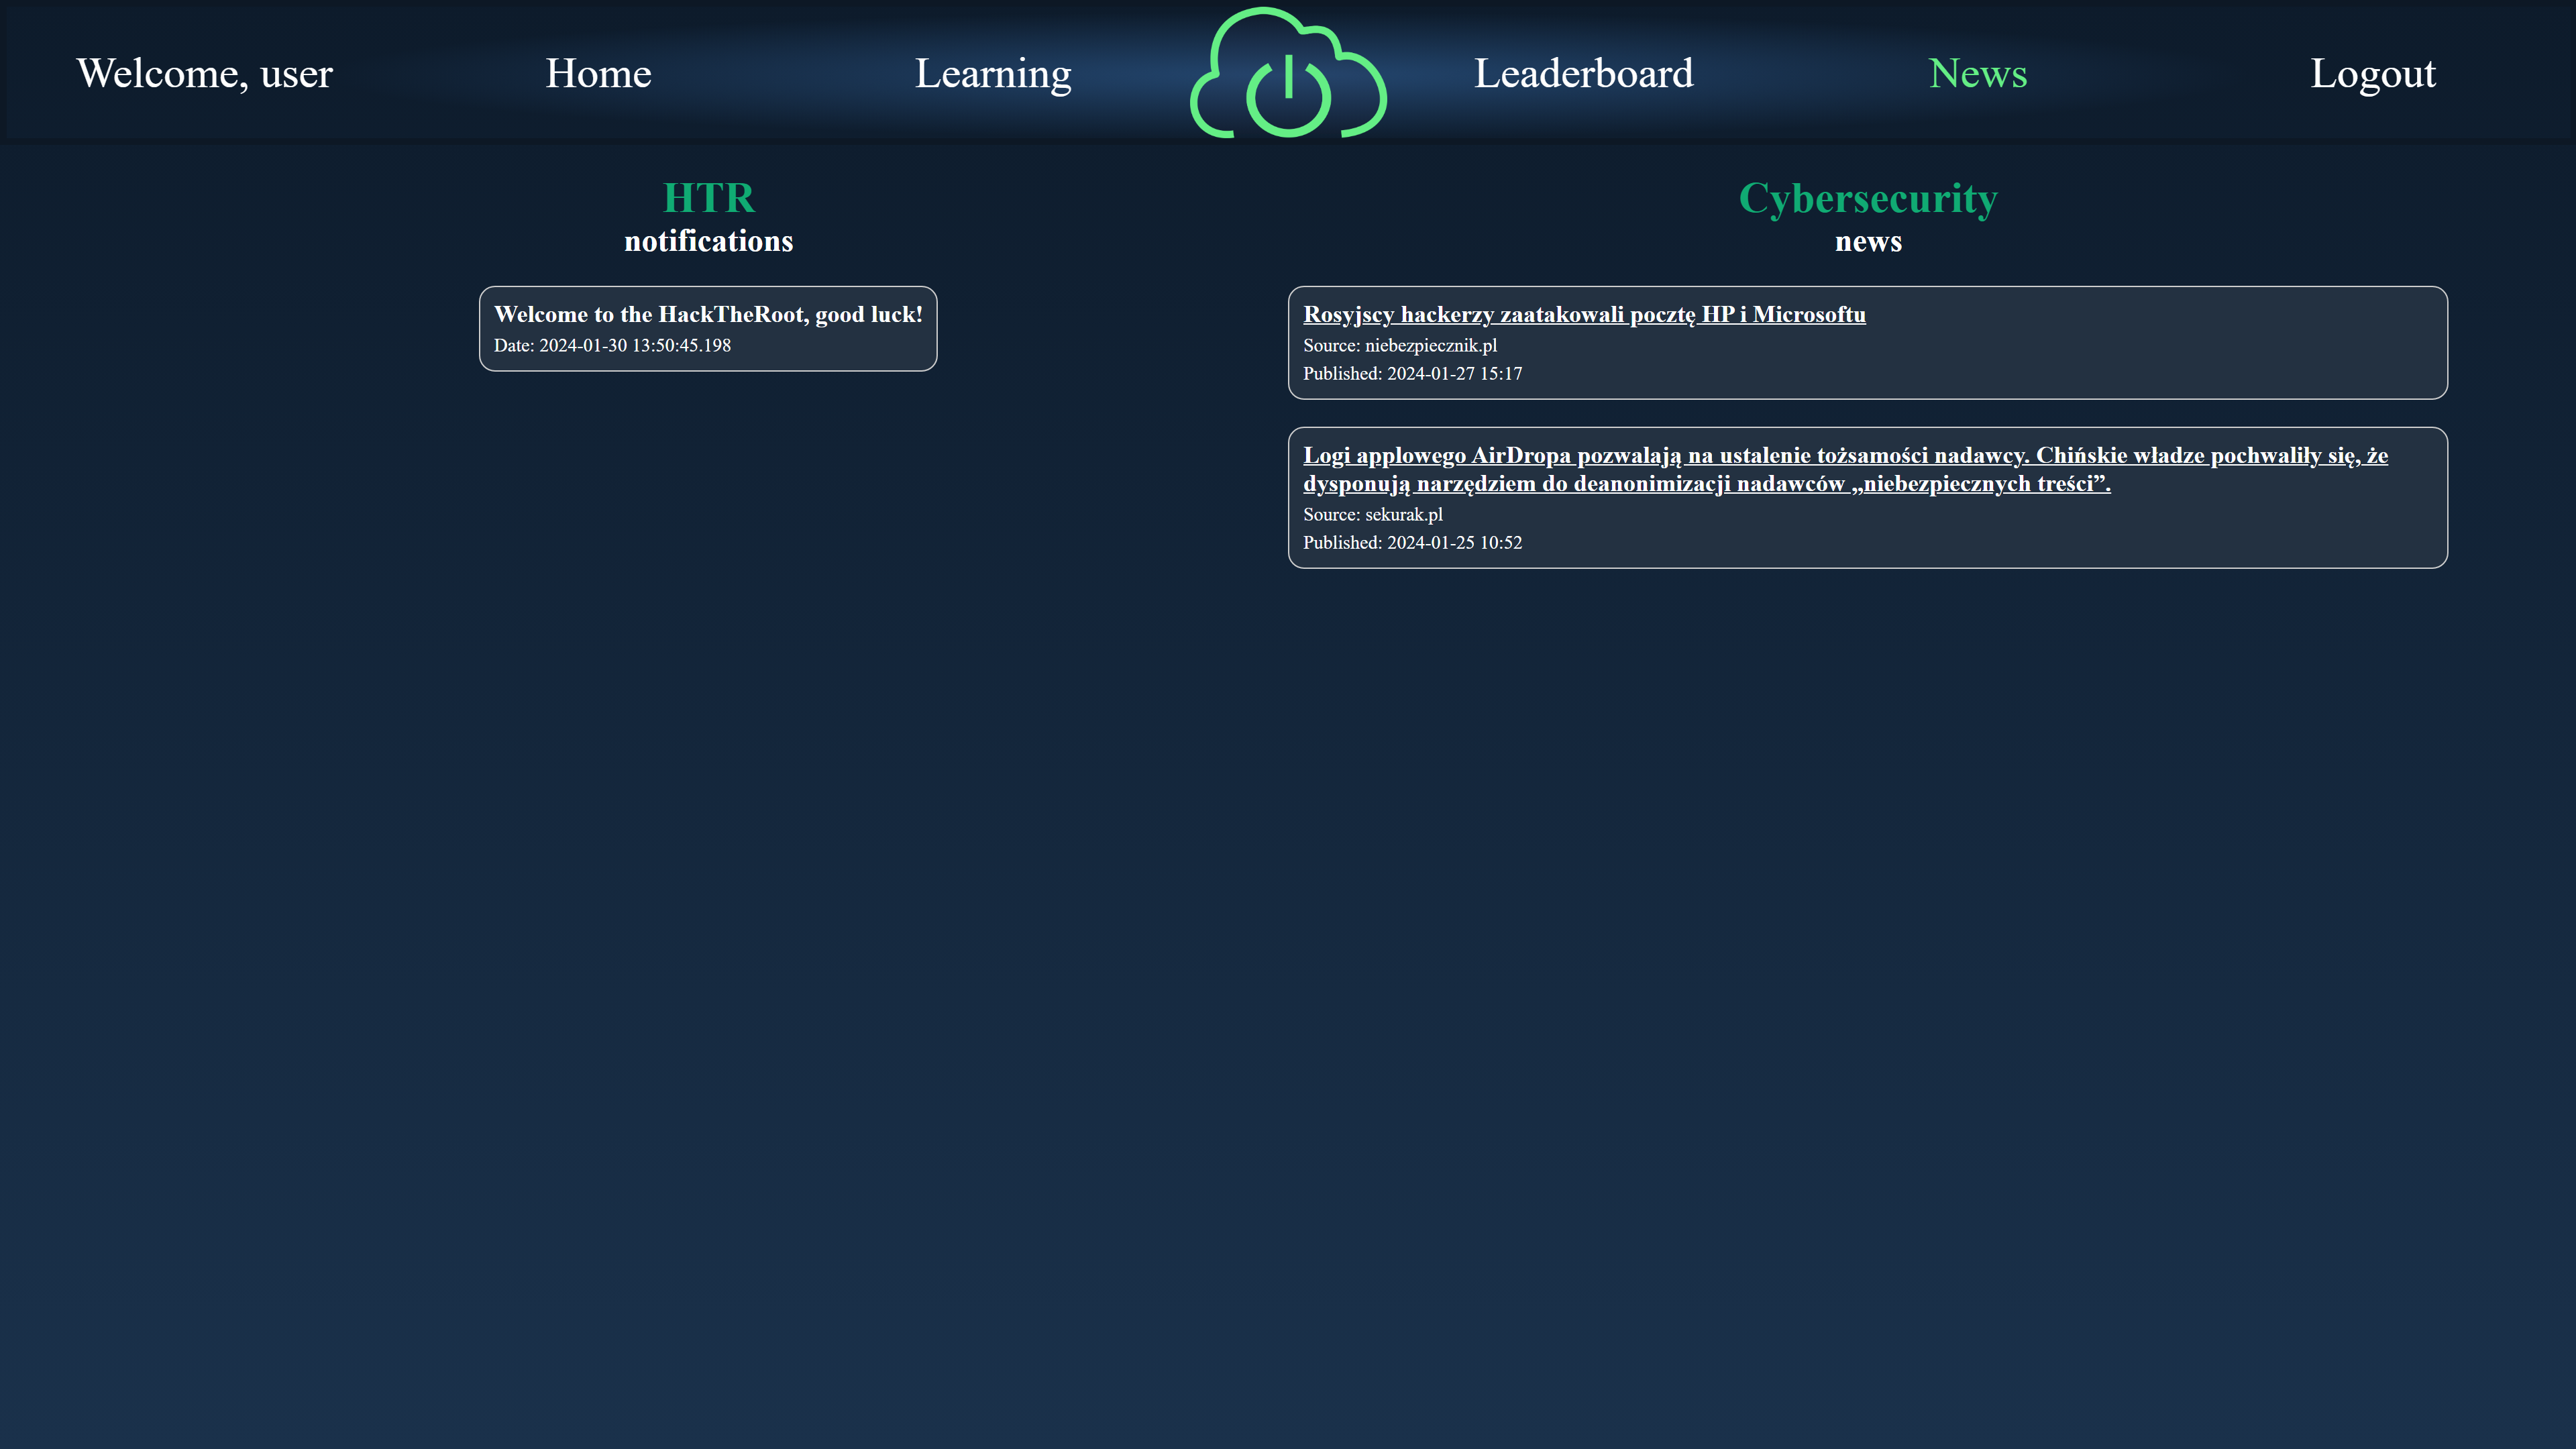 Welcome, user
Home
Learning
Leaderboard
News
Logout
HTR
notifications
Welcome to the HackTheRoot, good luck!
Date: 2024-01-30 13:50:45.198
Cybersecurity
news
Rosyjscy hackerzy zaatakowali pocztę HP i Microsoftu
Source: niebezpiecznik.pl
Published: 2024-01-27 15:17
Logi applowego AirDropa pozwalają na ustalenie tożsamości nadawcy. Chińskie władze pochwaliły się, że
dysponują narzędziem do deanonimizacji nadawców „niebezpiecznych treści”.
Source: sekurak.pl
Published: 2024-01-25 10:52